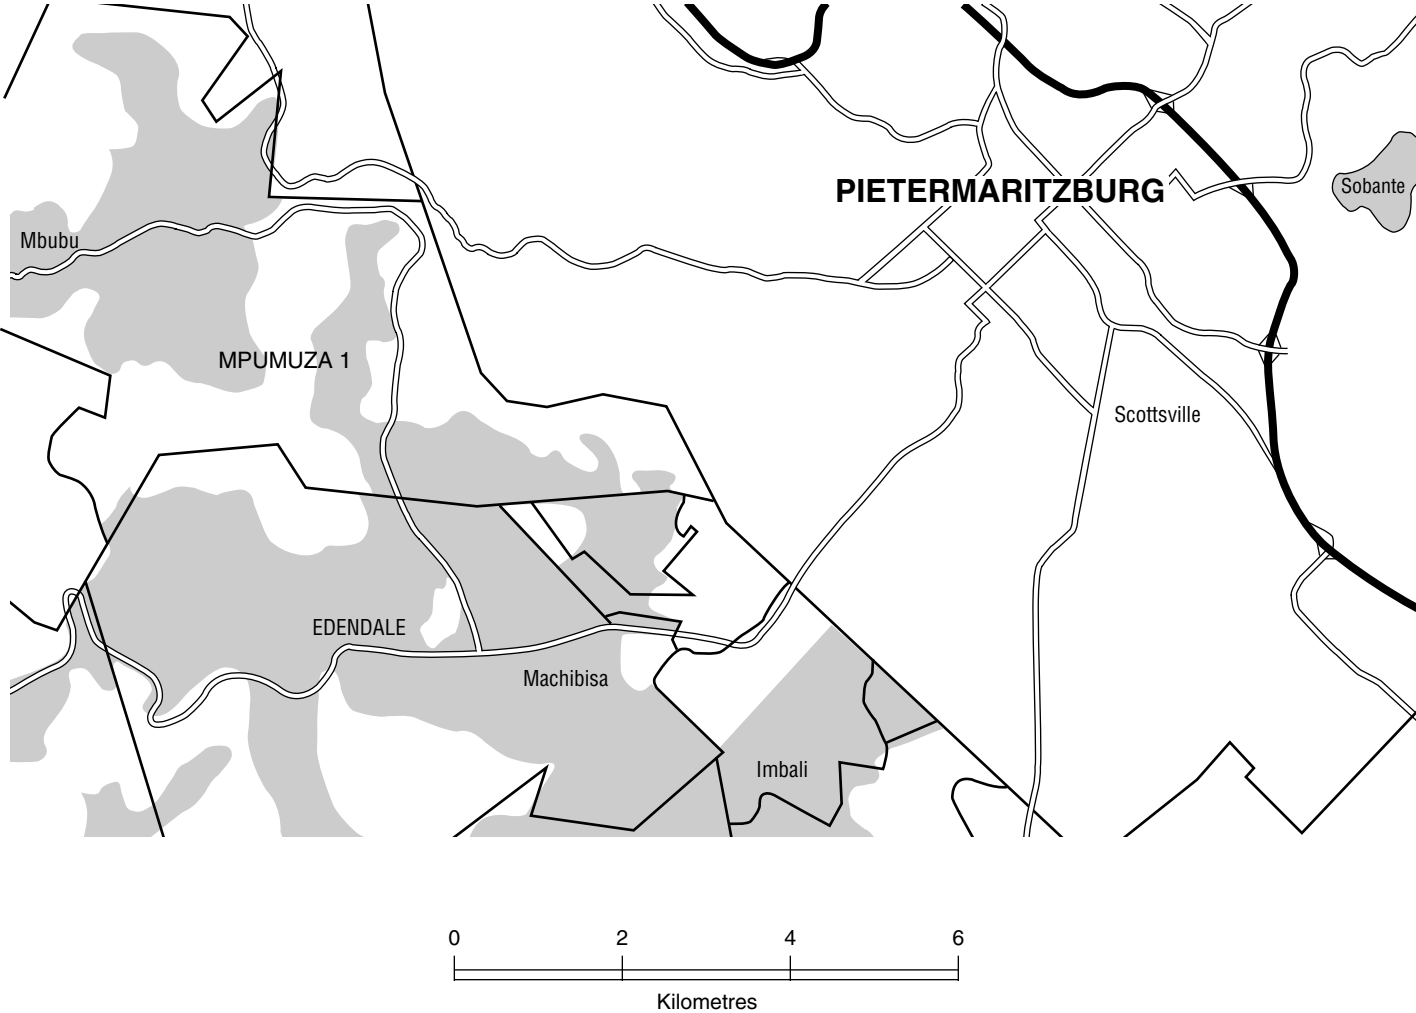 PIETERMARITZBURG
Sobante
Mbubu
MPUMUZA 1
Scottsville
EDENDALE
Machibisa
Imbali
0 2 4 6
Kilometres